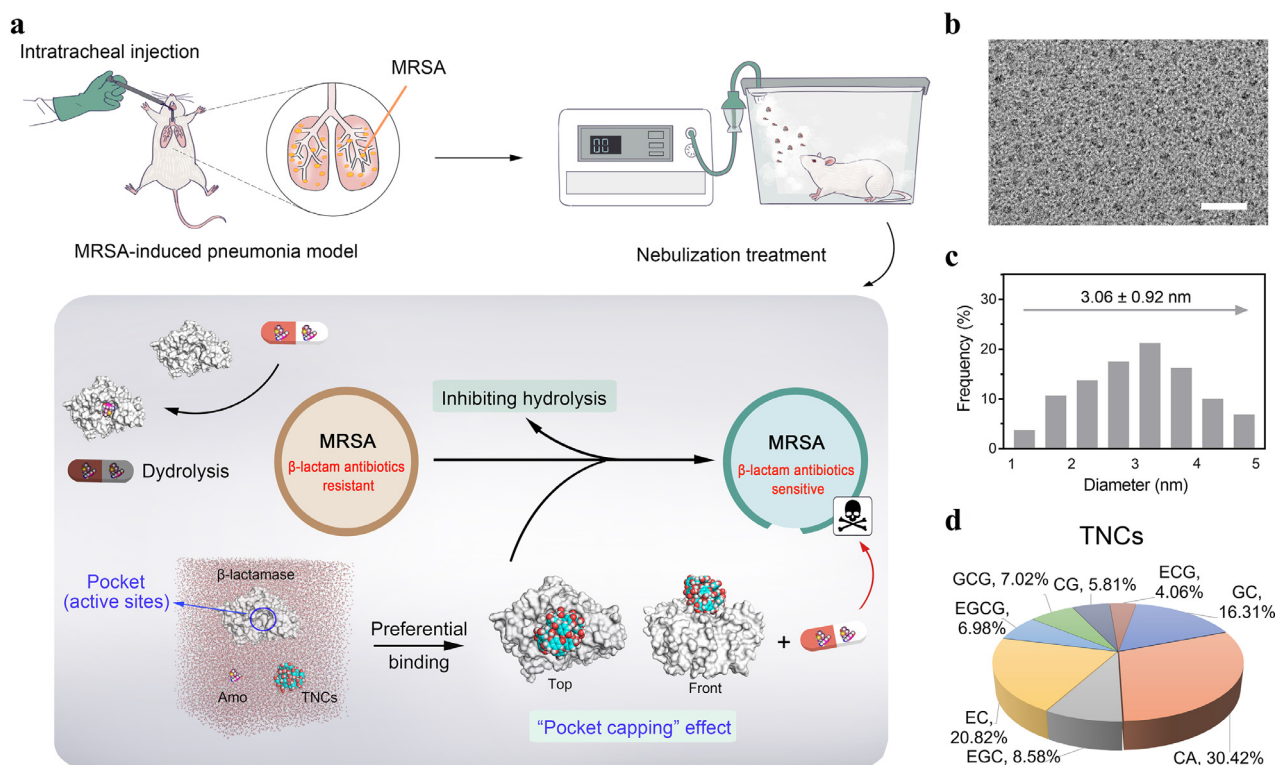 a
Intratracheal injection
MRSA
MRSA-induced pneumonia model
00
Nebulization treatment
Dydrolysis
MRSA
β-lactam antibiotics
resistant
Inhibiting hydrolysis
MRSA
β-lactam antibiotics
sensitive
Pocket
(active sites)
β-lactamase
Amo
TNCs
Preferential
binding
Top
Front
+
“Pocket capping” effect
b
c
3.06 ± 0.92 nm
Frequency (%)
30
20
10
0
1 2 3 4 5
Diameter (nm)
d
TNCs
GCG, 7.02%
CG, 5.81%
ECG,
4.06%
GC,
16.31%
EGCG,
6.98%
EC,
20.82%
EGC, 8.58%
CA, 30.42%